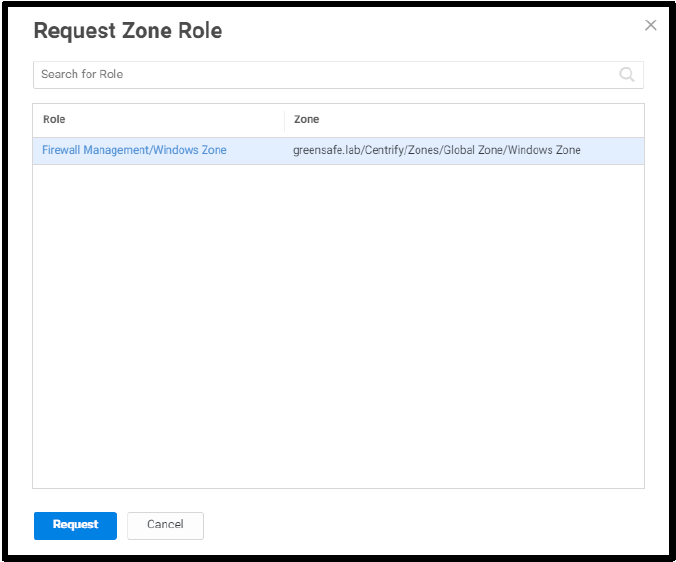 Request Zone Role
Search for Role
Role Zone
Firewall Management/Windows Zone greensafe.lab/Centrify/Zones/Global Zone/Windows Zone
Request Cancel